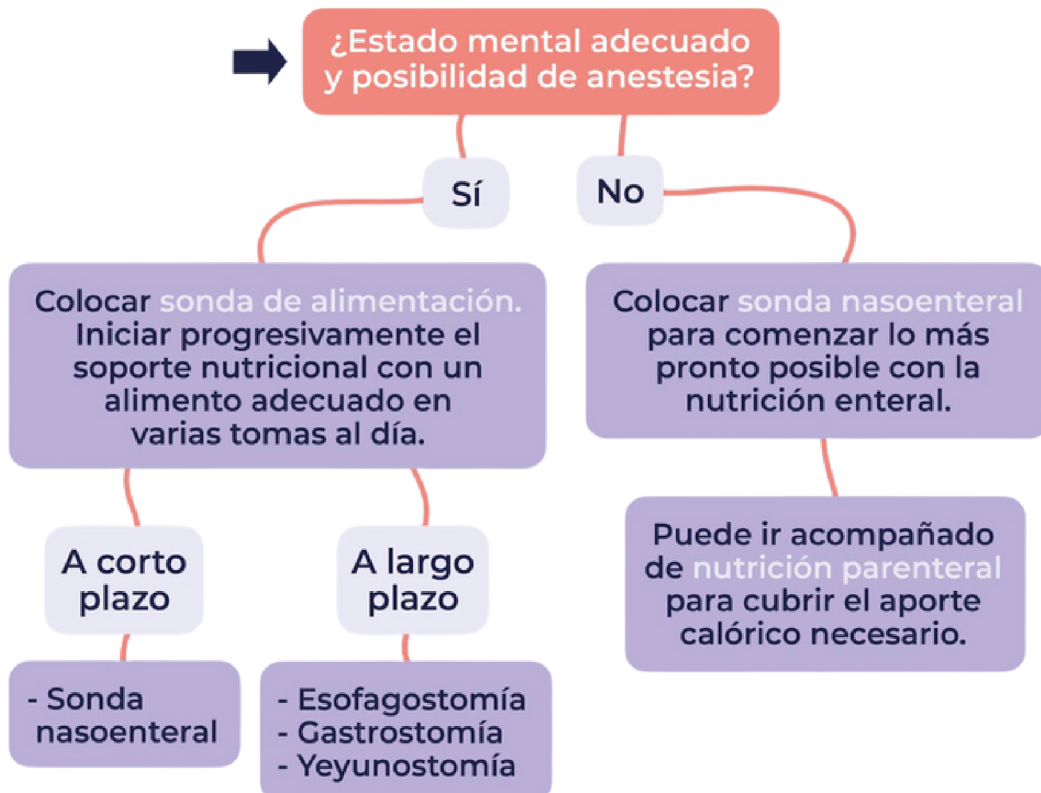 ¿Estado mental adecuado
y posibilidad de anestesia?
Sí
No
Colocar sonda de alimentación.
Iniciar progresivamente el
soporte nutricional con un
alimento adecuado en
varias tomas al día.
Colocar sonda nasoenteral
para comenzar lo más
pronto posible con la
nutrición enteral.
A corto
plazo
A largo
plazo
Puede ir acompañado
de nutrición parenteral
para cubrir el aporte
calórico necesario.
- Sonda
nasoenteral
- Esofagostomía
- Gastrostomía
- Yeyunostomía